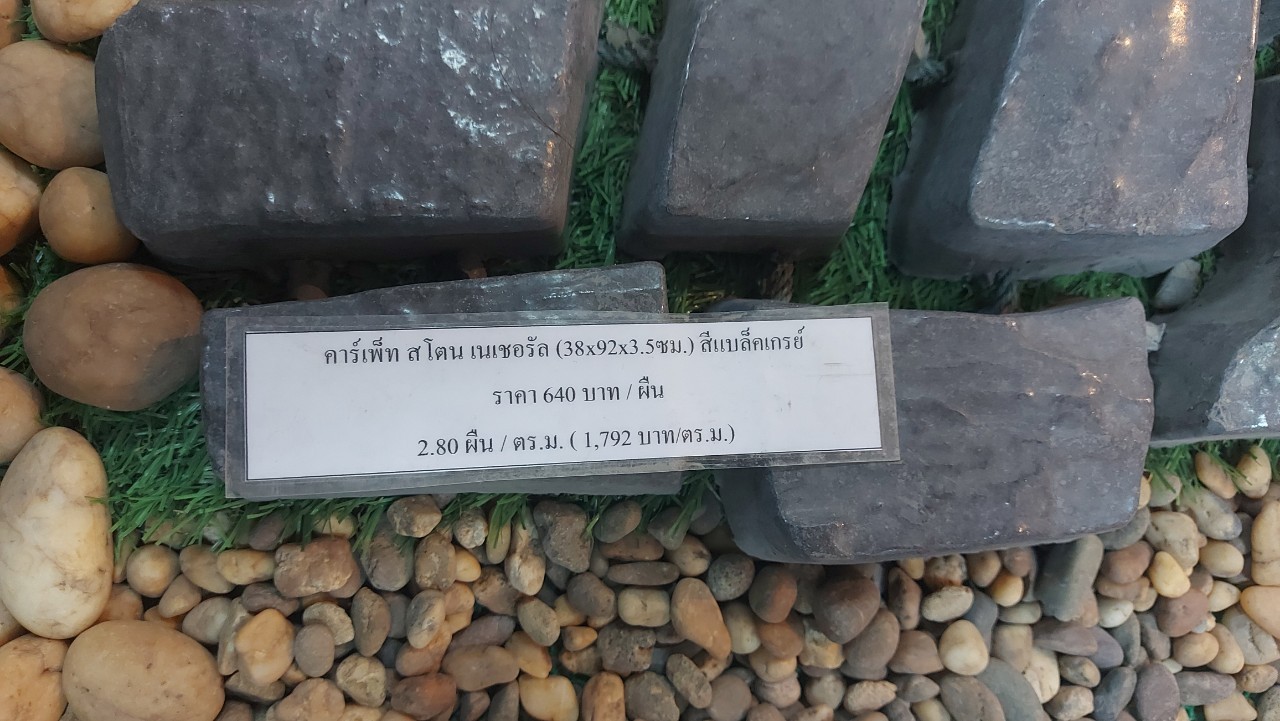 คาร์เพ็ท สโตน เนเชอรัล (38x92x3.5ซม.) สีแบล็คเกรย์
ราคา 640 บาท / ผืน
2.80 ผืน / ตร.ม. ( 1,792 บาท/ตร.ม.)